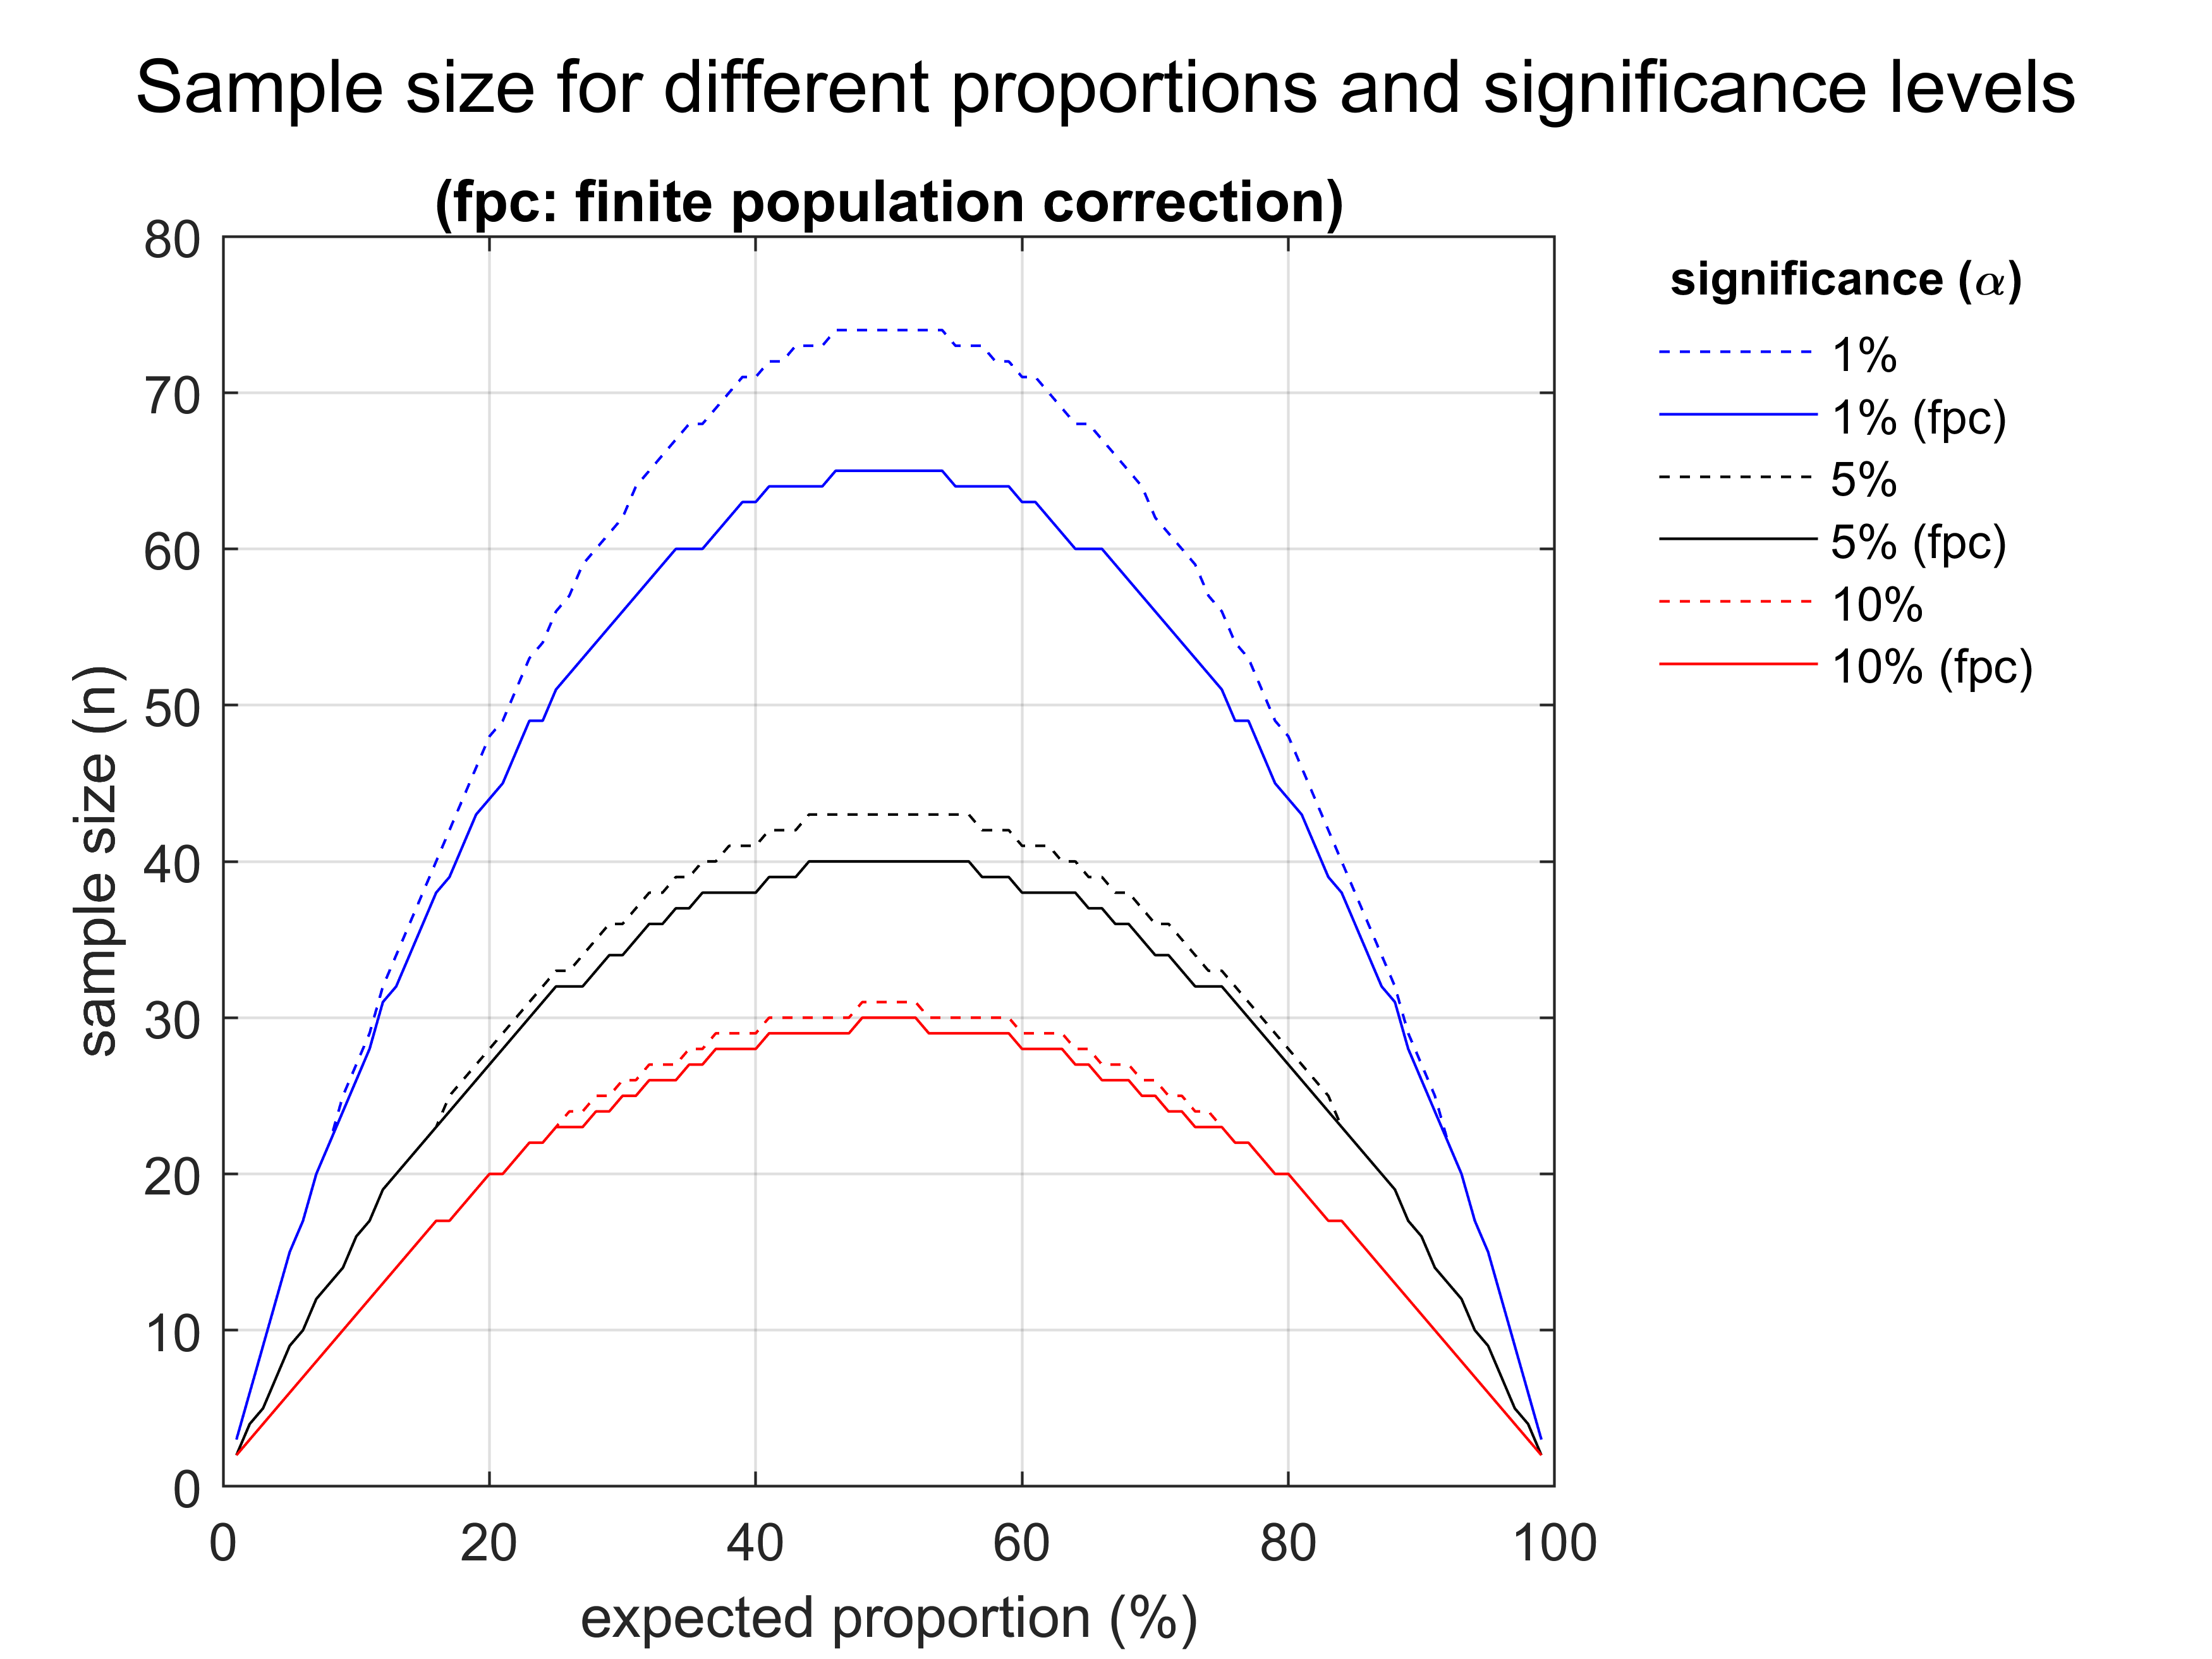 Sample size for different proportions and significance levels
(fpc: finite population correction)
80
70
60
50
40
30
20
10
0
sample size (n)
0 20 40 60 80 100
expected proportion (%)
significance (α)
1%
1% (fpc)
5%
5% (fpc)
10%
10% (fpc)